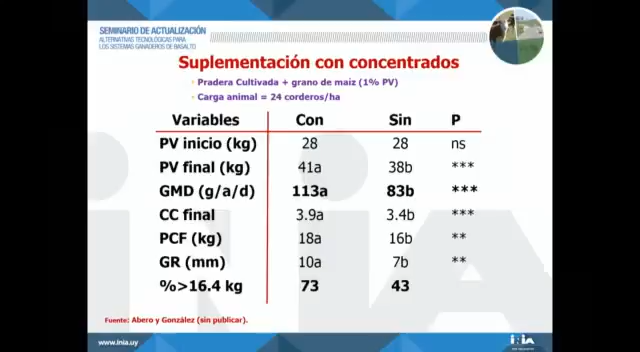 SEMINARIO DE ACTUALIZACIÓN
ALTERNATIVAS TECNOLÓGICAS PARA
LOS SISTEMAS GANADEROS DE BASALTO
Suplementación con concentrados
Pradera Cultivada + grano de maíz (1% PV)
Carga animal = 24 corderos/ha
Variables Con Sin P
PV inicio (kg) 28 28 ns
PV final (kg) 41a 38b ***
GMD (g/a/d) 113a 83b ***
CC final 3.9a 3.4b ***
PCF (kg) 18a 16b **
GR (mm) 10a 7b **
%>16.4 kg 73 43
Fuente: Abero y González (sin publicar).
www.inia.uy